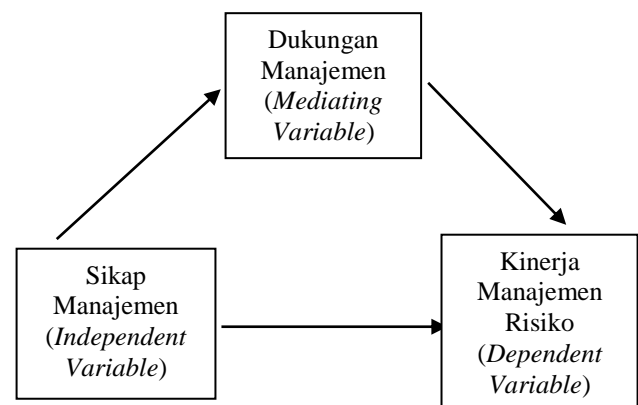 Dukungan
Manajemen
(Mediating
Variable)
Sikap
Manajemen
(Independent
Variable)
Kinerja
Manajemen
Risiko
(Dependent
Variable)